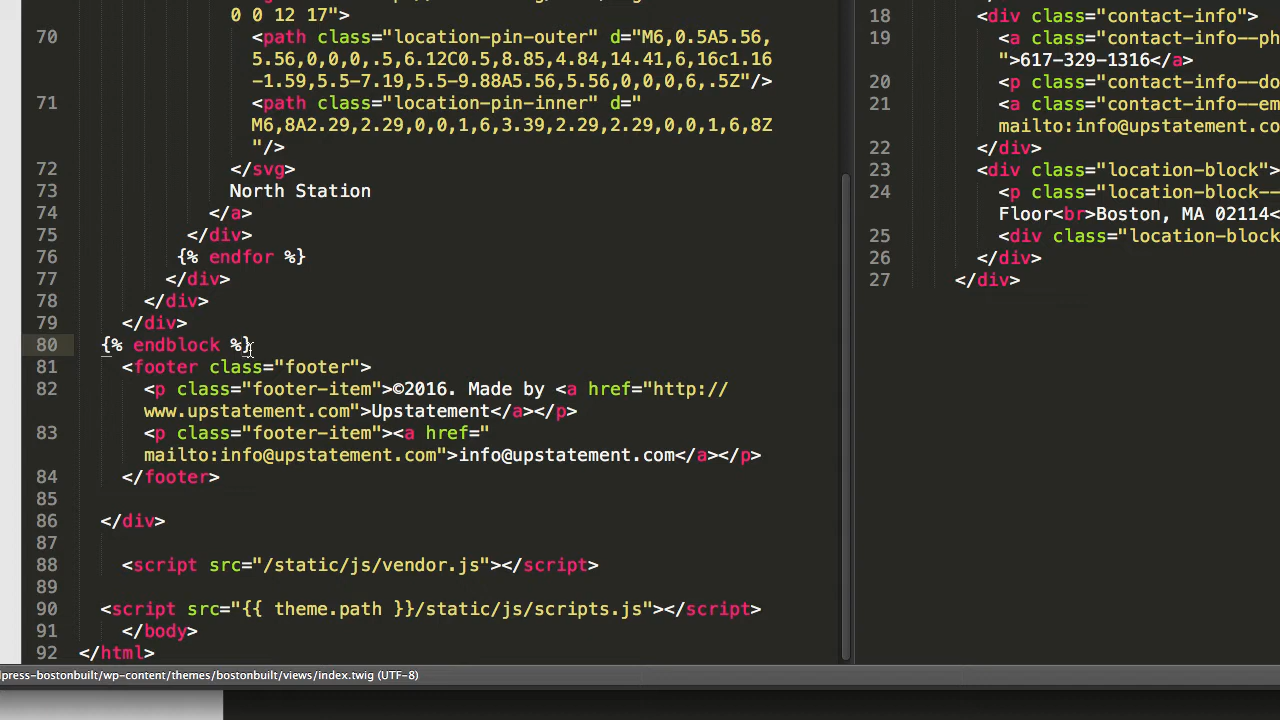 0 0 12 17">
70 <path class="location-pin-outer" d="M6,0.5A5.56,
5.56,0,0,0,.5,6.12C0.5,8.85,4.84,14.41,6,16c1.16
-1.59,5.5-7.19,5.5-9.88A5.56,5.56,0,0,0,6,.5Z"/>
71 <path class="location-pin-inner" d="
M6,8A2.29,2.29,0,0,1,6,3.39,2.29,2.29,0,0,1,6,8Z
"/>
72 </svg>
73 North Station
74 </a>
75 </div>
76 {% endfor %}
77 </div>
78 </div>
79 </div>
80 {% endblock %}
81 <footer class="footer">
82 <p class="footer-item">©2016. Made by <a href="http://
www.upstatement.com">Upstatement</a></p>
83 <p class="footer-item"><a href="
mailto:info@upstatement.com">info@upstatement.com</a></p>
84 </footer>
85
86 </div>
87
88 <script src="/static/js/vendor.js"></script>
89
90 <script src="{{ theme.path }}/static/js/scripts.js"></script>
91 </body>
92 </html>
18 <div class="contact-info">
19 <a class="contact-info--ph
">617-329-1316</a>
20 <p class="contact-info--do
21 <a class="contact-info--em
mailto:info@upstatement.com
22 </div>
23 <div class="location-block">
24 <p class="location-block--
Floor<br>Boston, MA 02114<
25 <div class="location-block
26 </div>
27 </div>
press-bostonbuilt/wp-content/themes/bostonbuilt/views/index.twig (UTF-8)